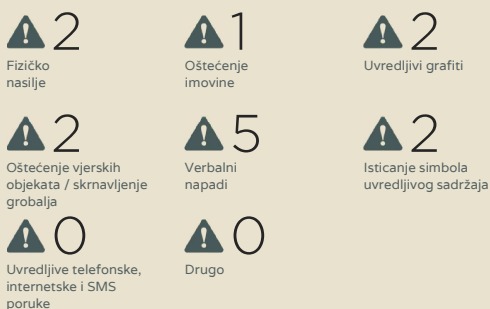 2
Fizičko
nasilje
1
Oštećenje
imovine
2
Uvredljivi grafiti
2
Oštećenje vjerskih
objekata / skrnavljenje
grobalja
5
Verbalni
napadi
2
Isticanje simbola
uvredljivog sadržaja
0
Uvredljive telefonske,
internetske i SMS
poruke
0
Drugo